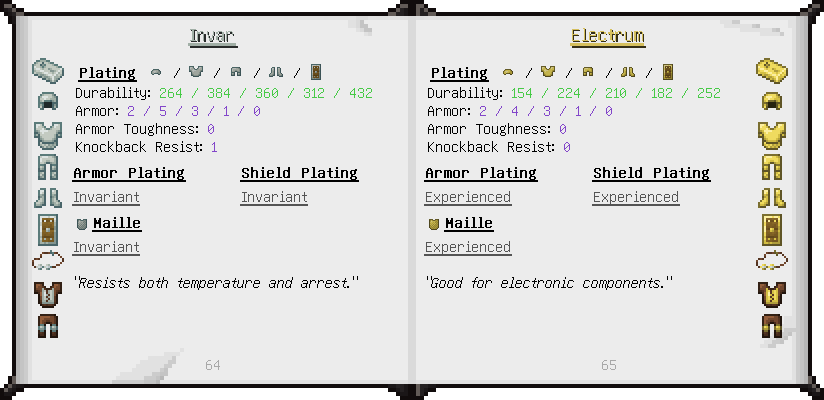 Invar
Plating / / / /
Durability: 264 / 384 / 360 / 312 / 432
Armor: 2 / 5 / 3 / 1 / 0
Armor Toughness: 0
Knockback Resist: 1
Armor Plating Shield Plating
Invariant Invariant
Maille
Invariant
"Resists both temperature and arrest."
64
Electrum
Plating / / / /
Durability: 154 / 224 / 210 / 182 / 252
Armor: 2 / 4 / 3 / 1 / 0
Armor Toughness: 0
Knockback Resist: 0
Armor Plating Shield Plating
Experienced Experienced
Maille
Experienced
"Good for electronic components."
65